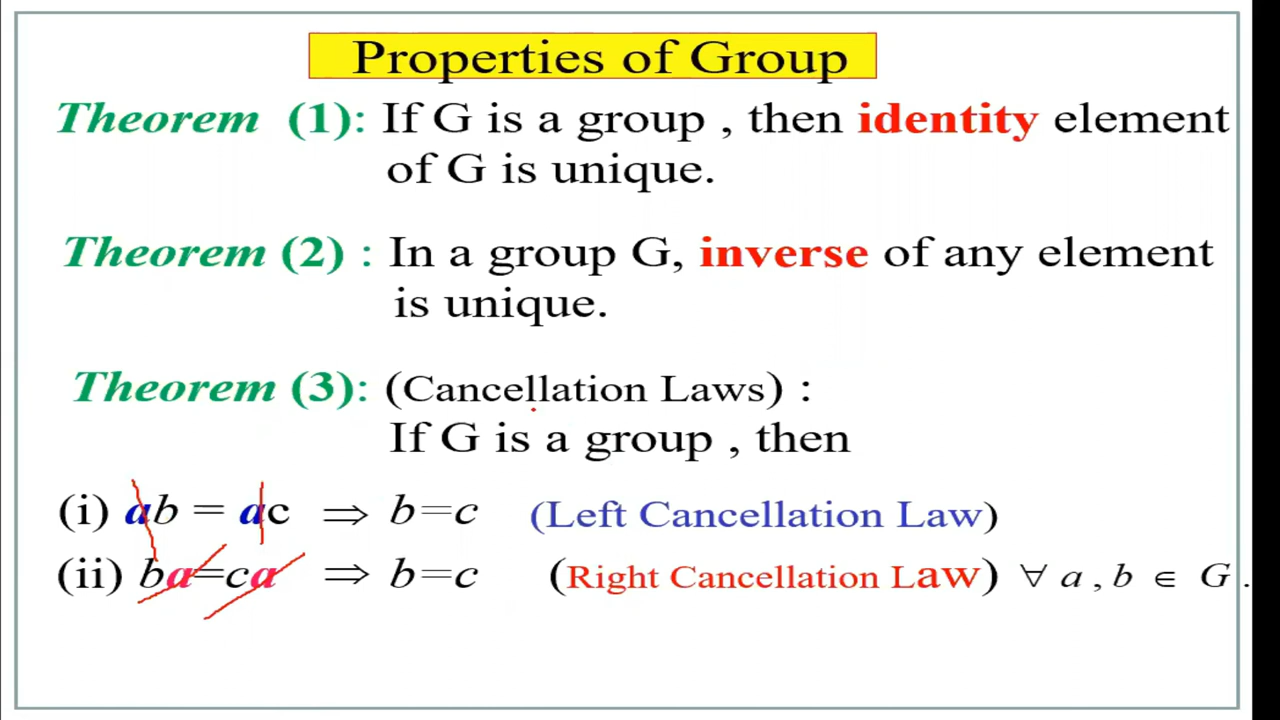 Properties of Group
Theorem (1): If G is a group , then identity element
of G is unique.
Theorem (2) : In a group G, inverse of any element
is unique.
Theorem (3): (Cancellation Laws) :
If G is a group , then
(i) ab = ac ⇒ b=c (Left Cancellation Law)
(ii) ba=ca ⇒ b=c (Right Cancellation Law) ∀ a , b ∈ G .